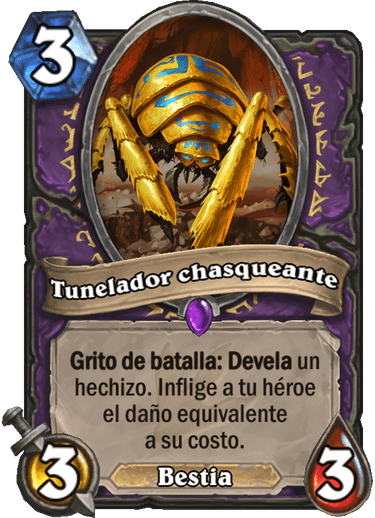 3
Tunelador chasqueante
Grito de batalla: Devela un
hechizo. Inflige a tu héroe
el daño equivalente
a su costo.
3
Bestia
3